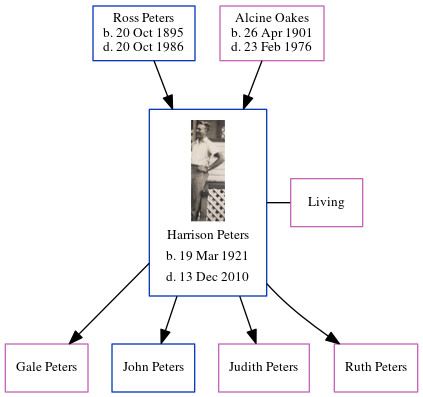 Ross Peters
b. 20 Oct 1895
d. 20 Oct 1986
Alcine Oakes
b. 26 Apr 1901
d. 23 Feb 1976
Harrison Peters
b. 19 Mar 1921
d. 13 Dec 2010
Living
Gale Peters
John Peters
Judith Peters
Ruth Peters